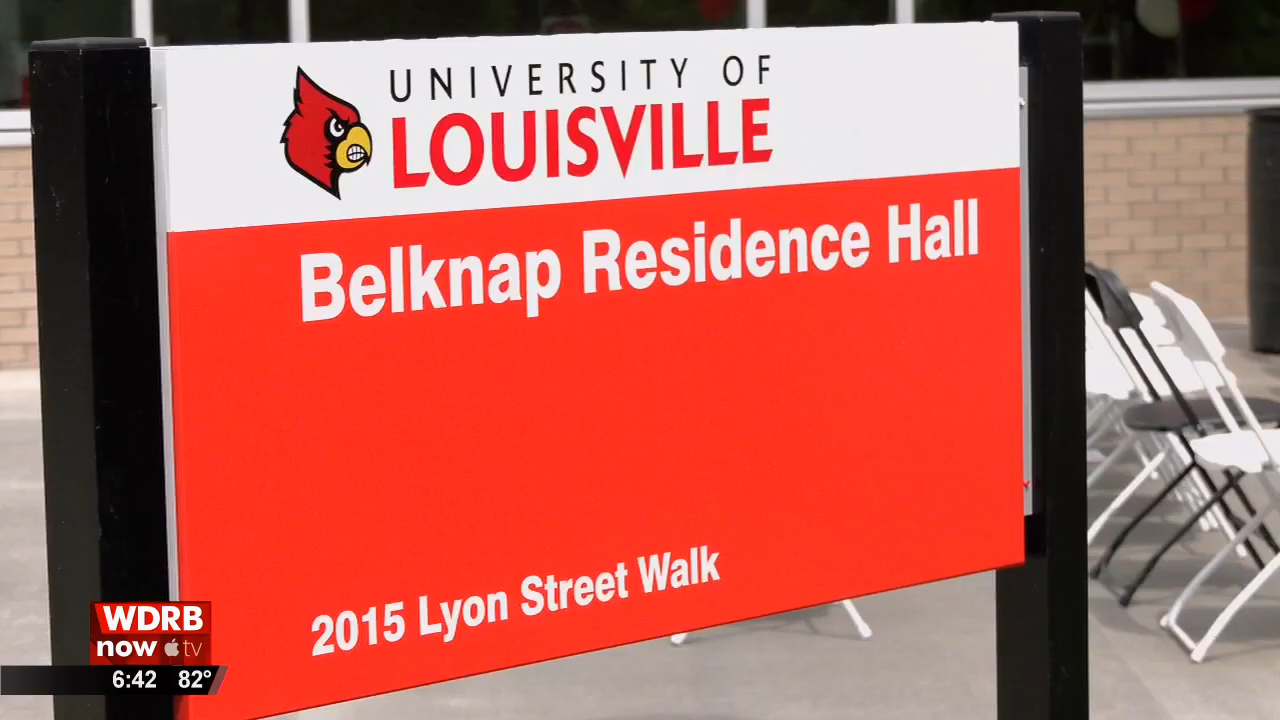 UNIVERSITY OF
LOUISVILLE
Belknap Residence Hall
2015 Lyon Street Walk
WDRB
now tv
6:42 82°